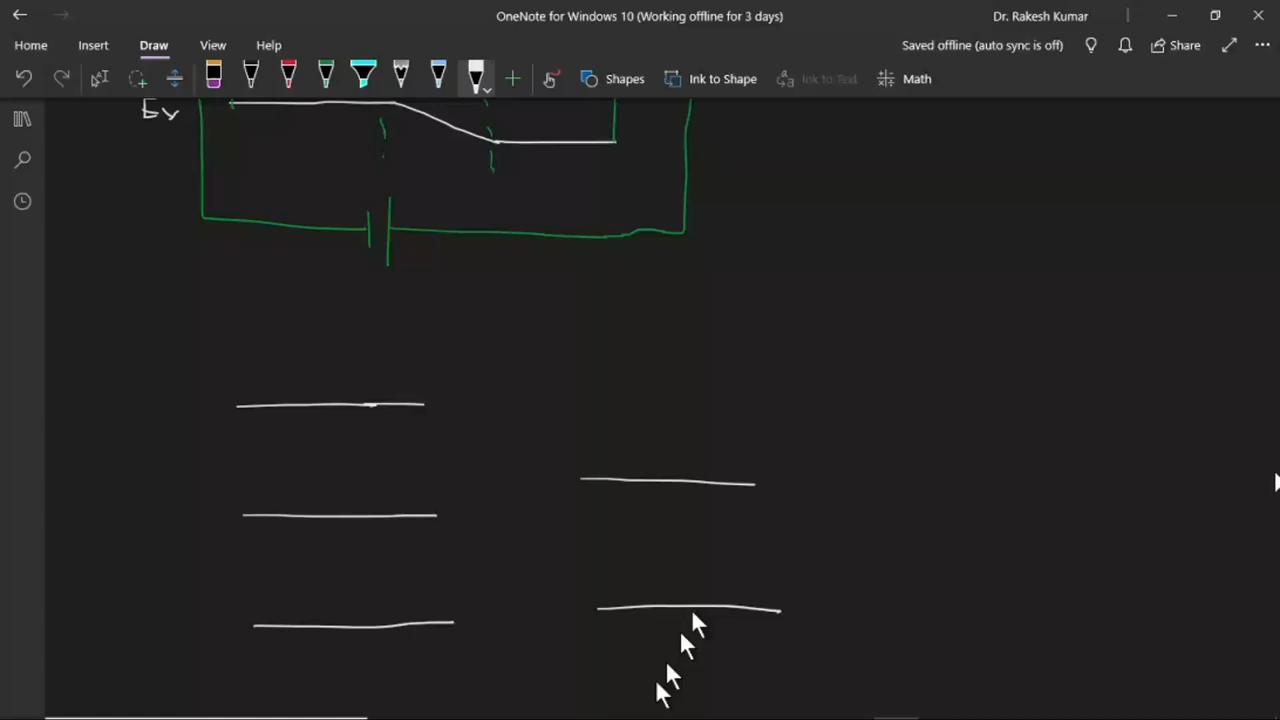 OneNote for Windows 10 (Working offline for 3 days) Dr. Rakesh Kumar
Home Insert Draw View Help Saved offline (auto sync is off) Share
Shapes Ink to Shape Ink to Text Math
Ev